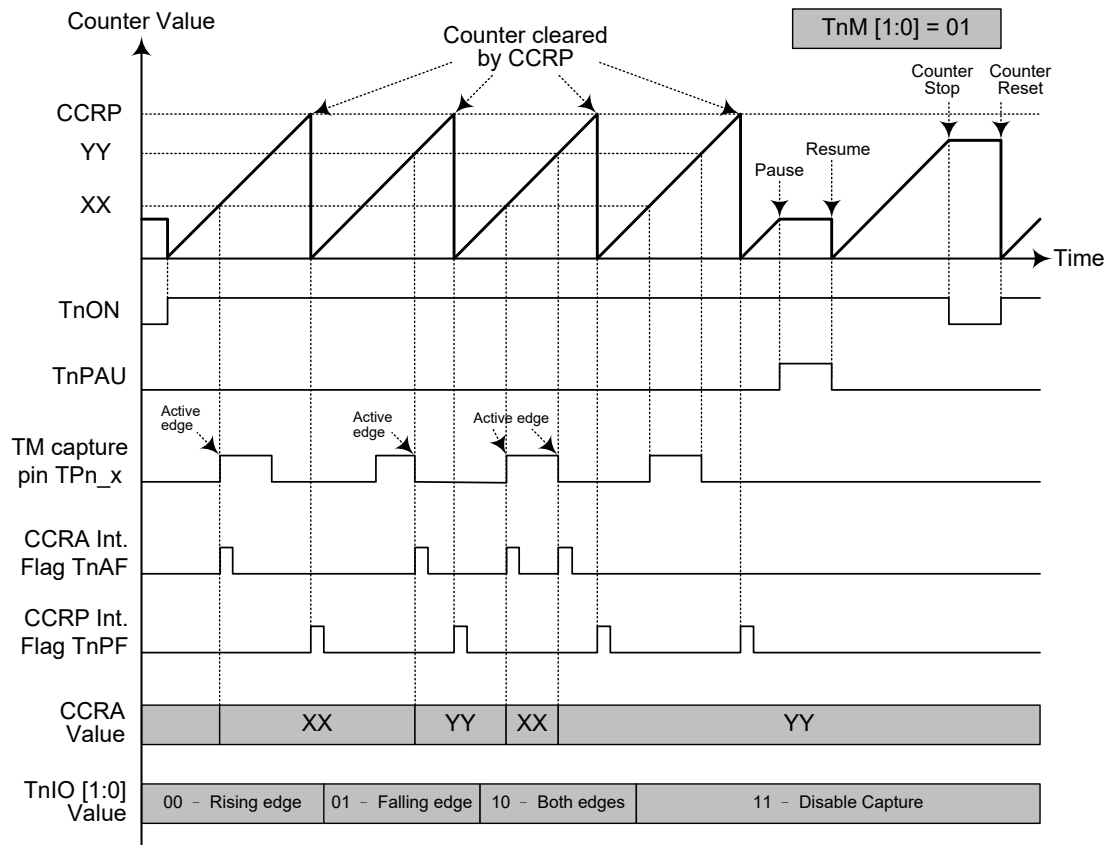 Counter Value
TnM [1:0] = 01
Counter cleared
by CCRP
Counter
Stop
Counter
Reset
CCRP
YY
XX
Pause
Resume
Time
TnON
TnPAU
Active
edge
Active
edge
Active edge
TM capture
pin TPn_x
CCRA Int.
Flag TnAF
CCRP Int.
Flag TnPF
CCRA
Value
XX
YY
XX
YY
TnIO [1:0]
Value
00 – Rising edge
01 – Falling edge
10 – Both edges
11 – Disable Capture